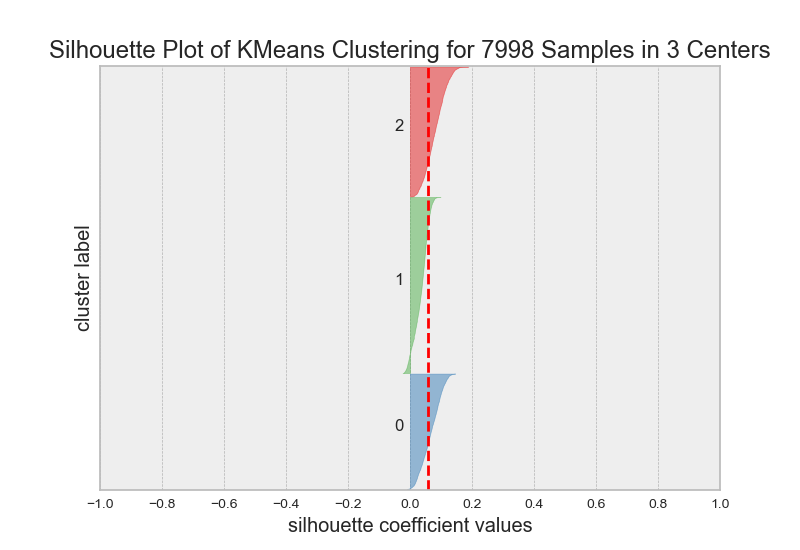 Silhouette Plot of KMeans Clustering for 7998 Samples in 3 Centers
2
1
0
cluster label
−1.0 −0.8 −0.6 −0.4 −0.2 0.0 0.2 0.4 0.6 0.8 1.0
silhouette coefficient values